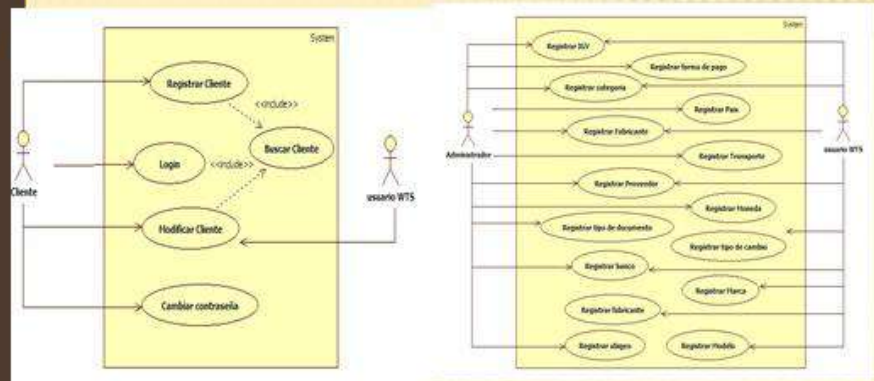 System
Registrar Cliente
<<include>>
Buscar Cliente
Login
<<include>>
Cliente
usuario WTS
Modificar Cliente
Cambiar contraseña
System
Registrar IGV
Registrar forma de pago
Registrar categoria
Registrar Pais
Registrar Fabricante
Administrador
usuario WTS
Registrar Transporte
Registrar Proveedor
Registrar Moneda
Registrar tipo de documento
Registrar tipo de cambio
Registrar banco
Registrar Marca
Registrar fabricante
Registrar ubigeo
Registrar Modelo